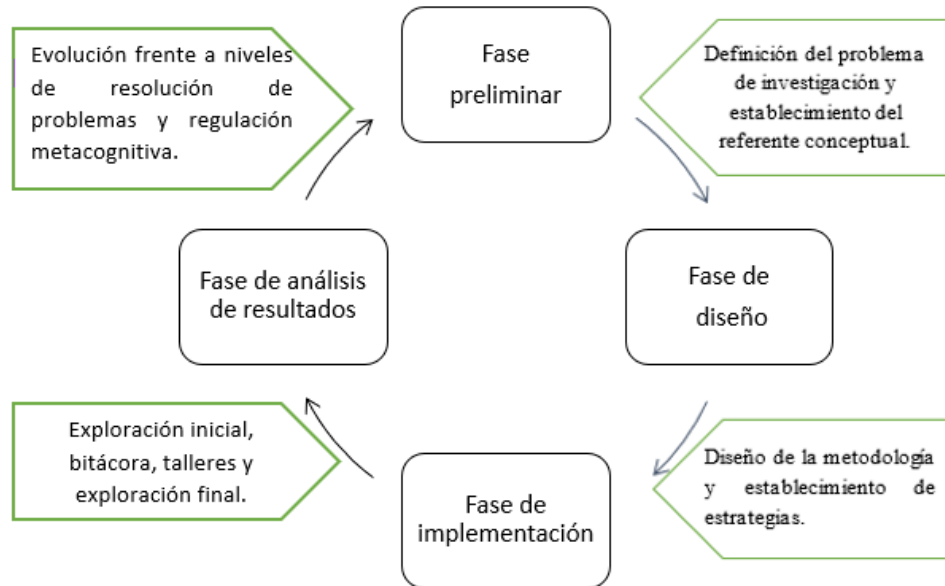 Evolución frente a niveles
de resolución de
problemas y regulación
metacognitiva.
Fase
preliminar
Definición del problema
de investigación y
establecimiento del
referente conceptual.
Fase de análisis
de resultados
Fase de
diseño
Exploración inicial,
bitácora, talleres y
exploración final.
Fase de
implementación
Diseño de la metodología
y establecimiento de
estrategias.